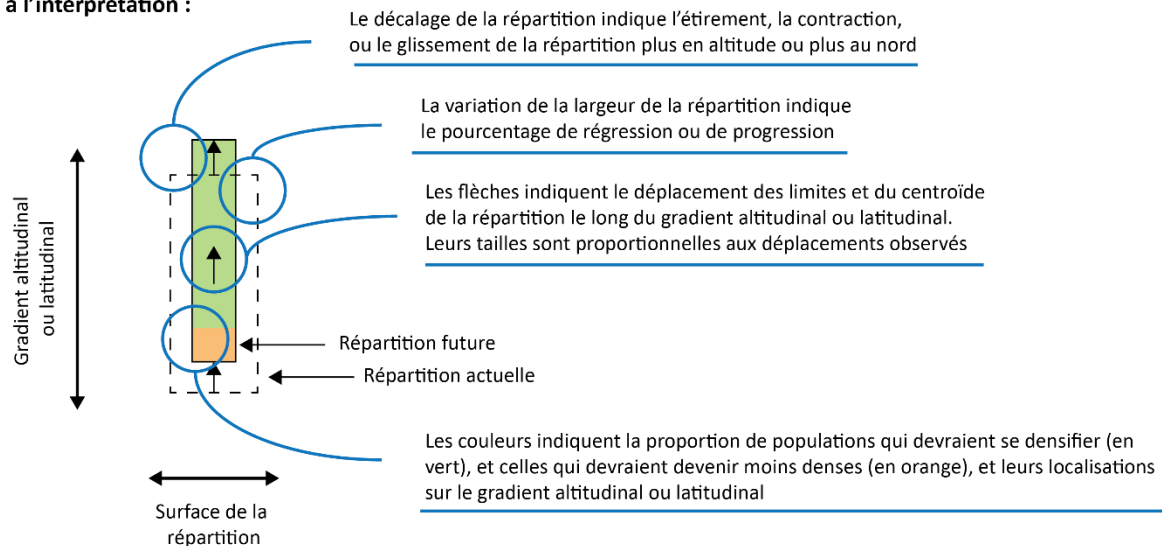 à l'interprétation :
Le décalage de la répartition indique l'étirement, la contraction,
ou le glissement de la répartition plus en altitude ou plus au nord
La variation de la largeur de la répartition indique
le pourcentage de régression ou de progression
Les flèches indiquent le déplacement des limites et du centroïde
de la répartition le long du gradient altitudinal ou latitudinal.
Leurs tailles sont proportionnelles aux déplacements observés
Gradient altitudinal
ou latitudinal
Répartition future
Répartition actuelle
Les couleurs indiquent la proportion de populations qui devraient se densifier (en
vert), et celles qui devraient devenir moins denses (en orange), et leurs localisations
sur le gradient altitudinal ou latitudinal
Surface de la
répartition